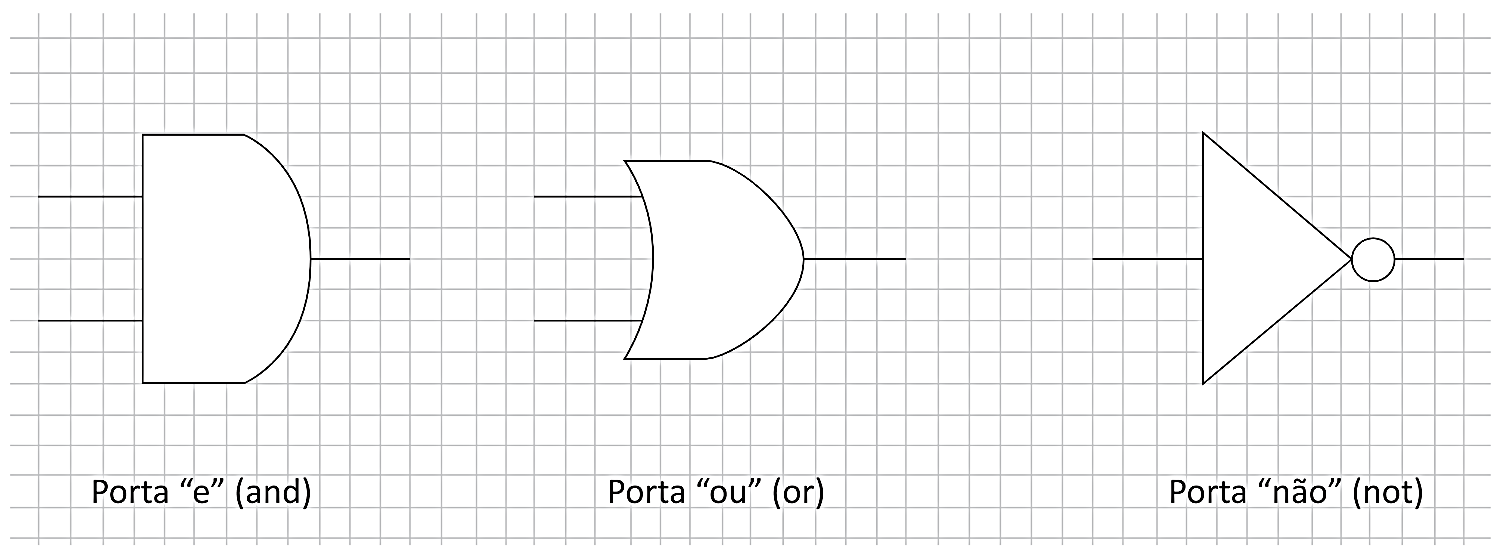 Porta “e” (and)
Porta “ou” (or)
Porta “não” (not)